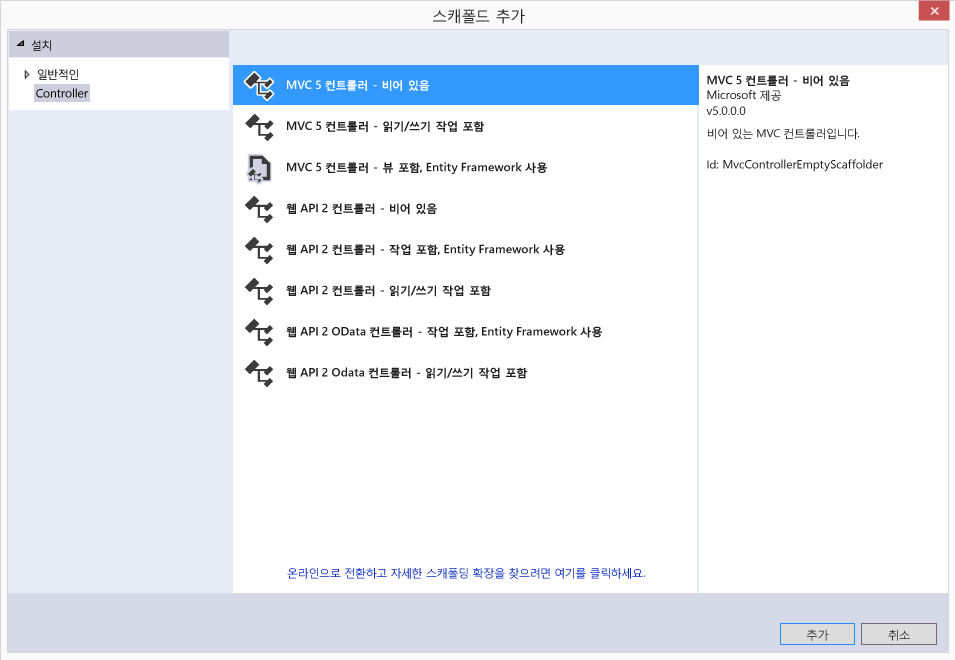 스캐폴드 추가
설치
일반적인
Controller
MVC 5 컨트롤러 - 비어 있음
MVC 5 컨트롤러 - 읽기/쓰기 작업 포함
MVC 5 컨트롤러 - 뷰 포함, Entity Framework 사용
웹 API 2 컨트롤러 - 비어 있음
웹 API 2 컨트롤러 - 작업 포함, Entity Framework 사용
웹 API 2 컨트롤러 - 읽기/쓰기 작업 포함
웹 API 2 OData 컨트롤러 - 작업 포함, Entity Framework 사용
웹 API 2 Odata 컨트롤러 - 읽기/쓰기 작업 포함
온라인으로 전환하고 자세한 스캐폴딩 확장을 찾으려면 여기를 클릭하세요.
MVC 5 컨트롤러 - 비어 있음
Microsoft 제공
v5.0.0.0
비어 있는 MVC 컨트롤러입니다.
Id: MvcControllerEmptyScaffolder
추가
취소